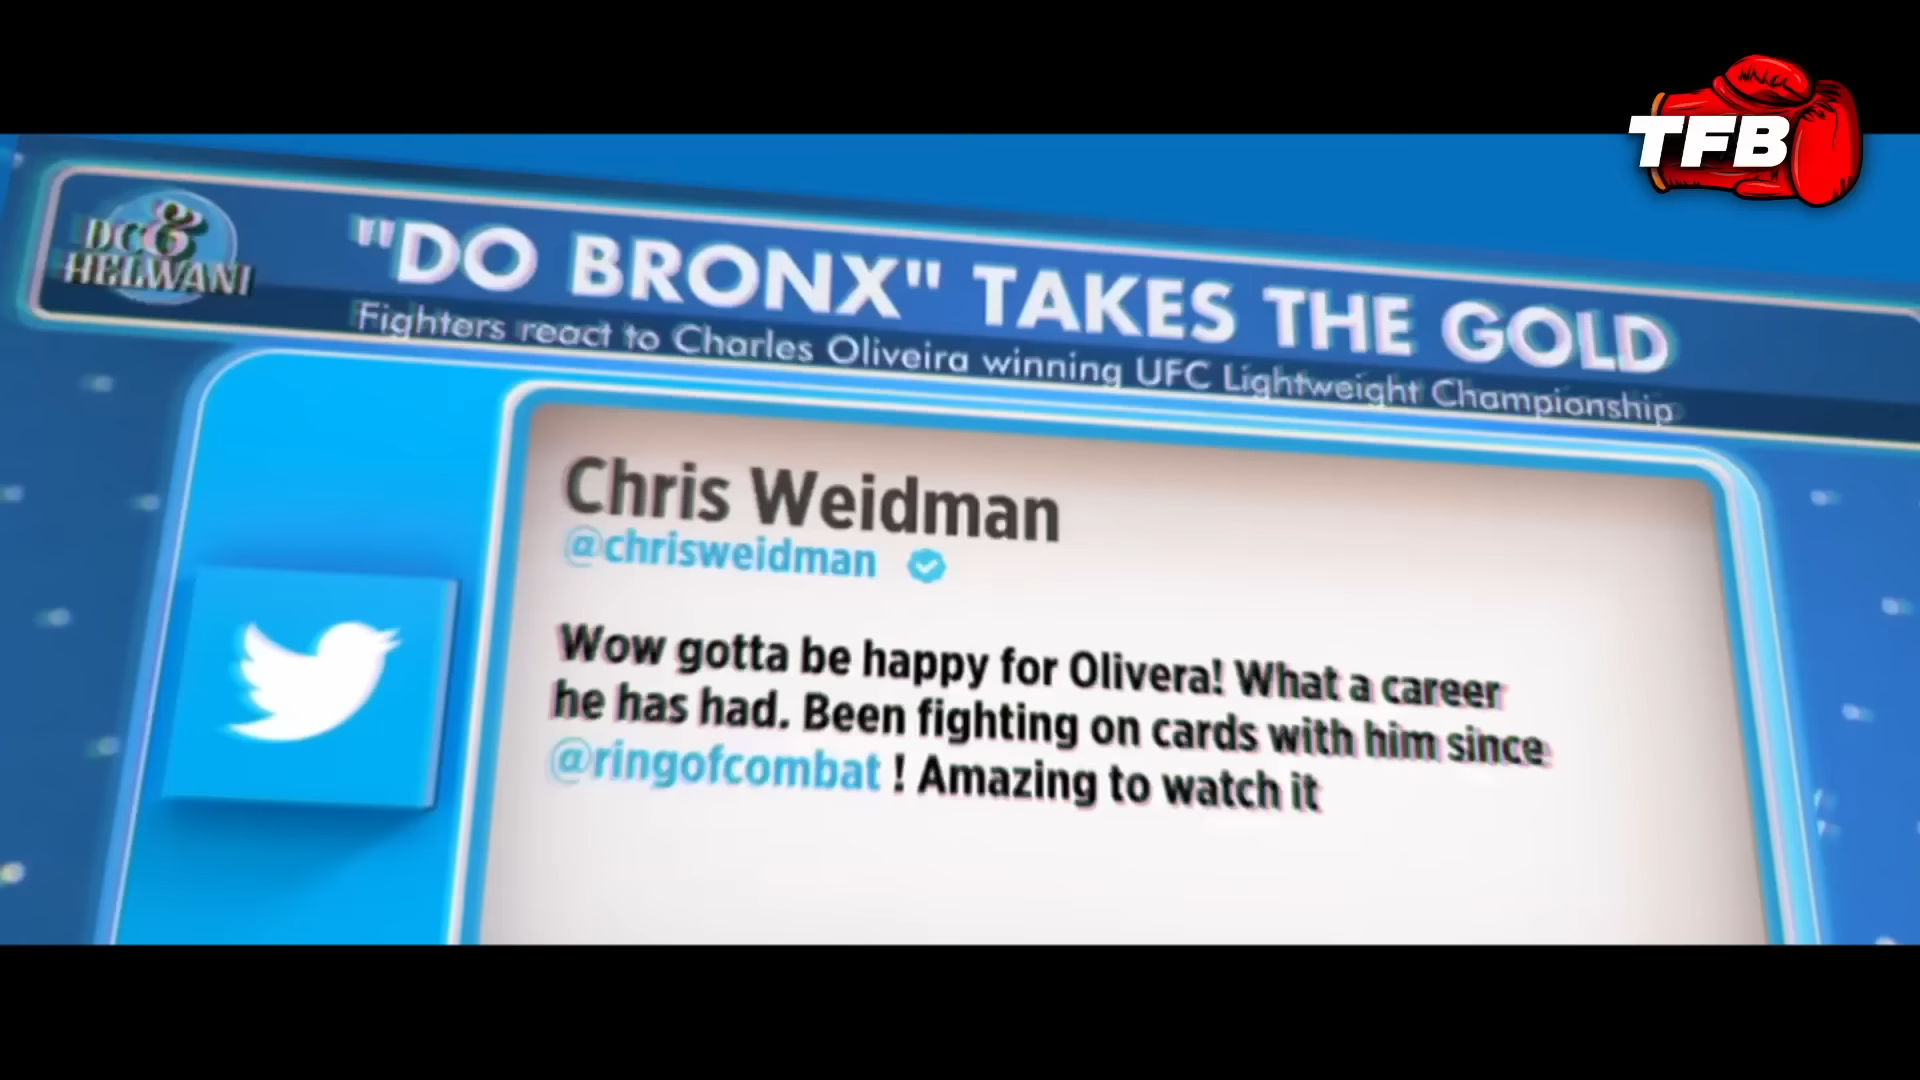 TFB
DC &
HELWANI
"DO BRONX" TAKES THE GOLD
Fighters react to Charles Oliveira winning UFC Lightweight Championship
Chris Weidman
@chrisweidman
Wow gotta be happy for Olivera! What a career
he has had. Been fighting on cards with him since
@ringofcombat ! Amazing to watch it